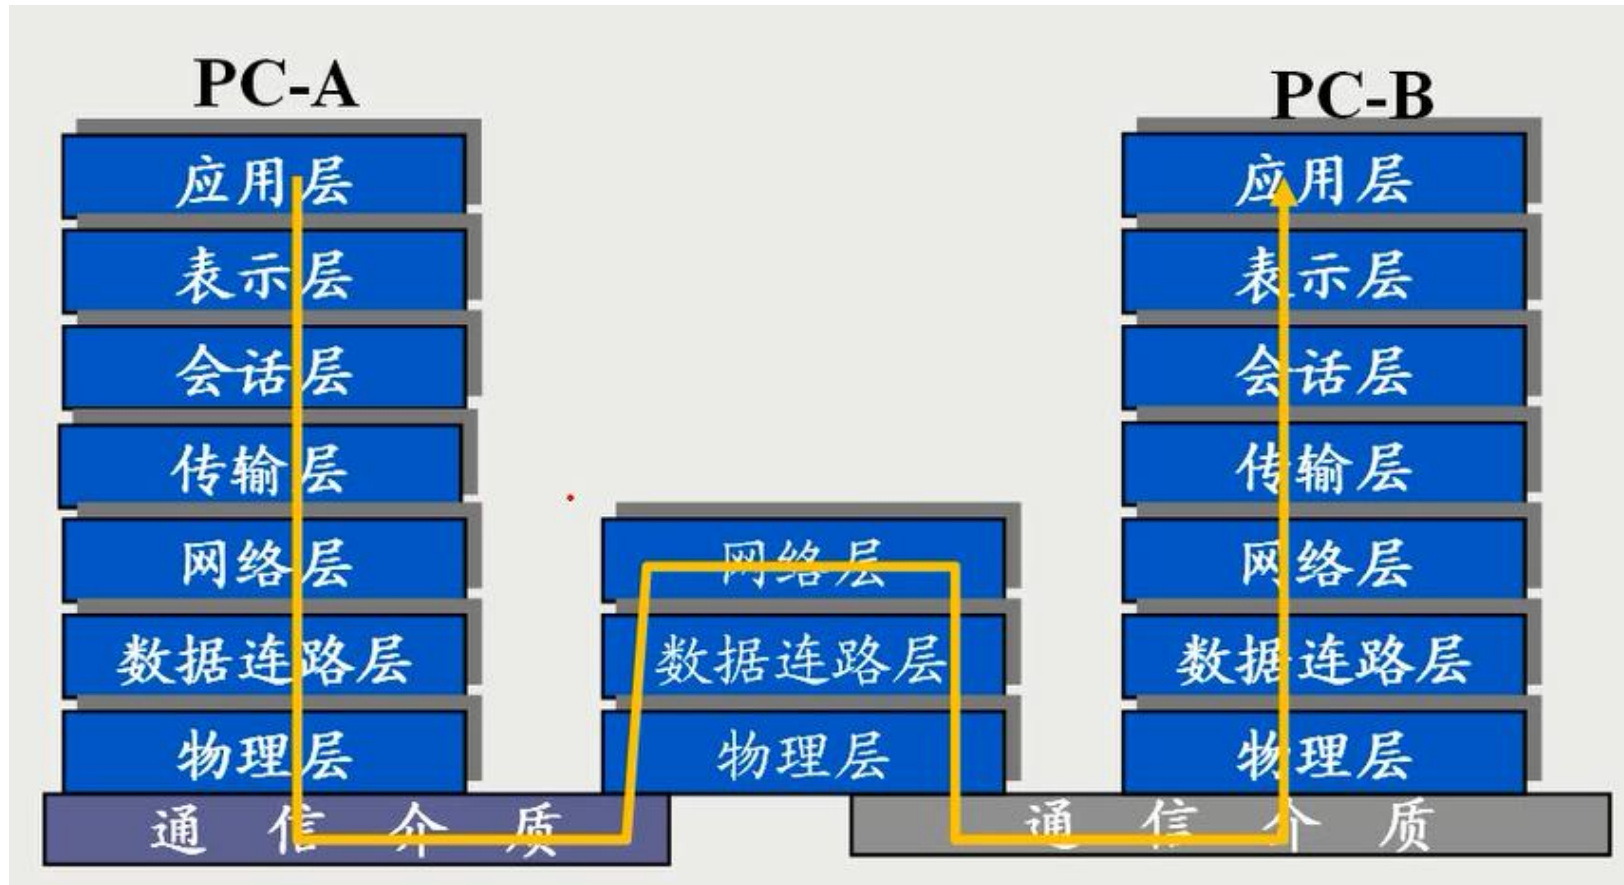 PC-A
应用层
表示层
会话层
传输层
网络层
数据连路层
物理层
通信介质
网络层
数据连路层
物理层
PC-B
应用层
表示层
会话层
传输层
网络层
数据连路层
物理层
通信介质